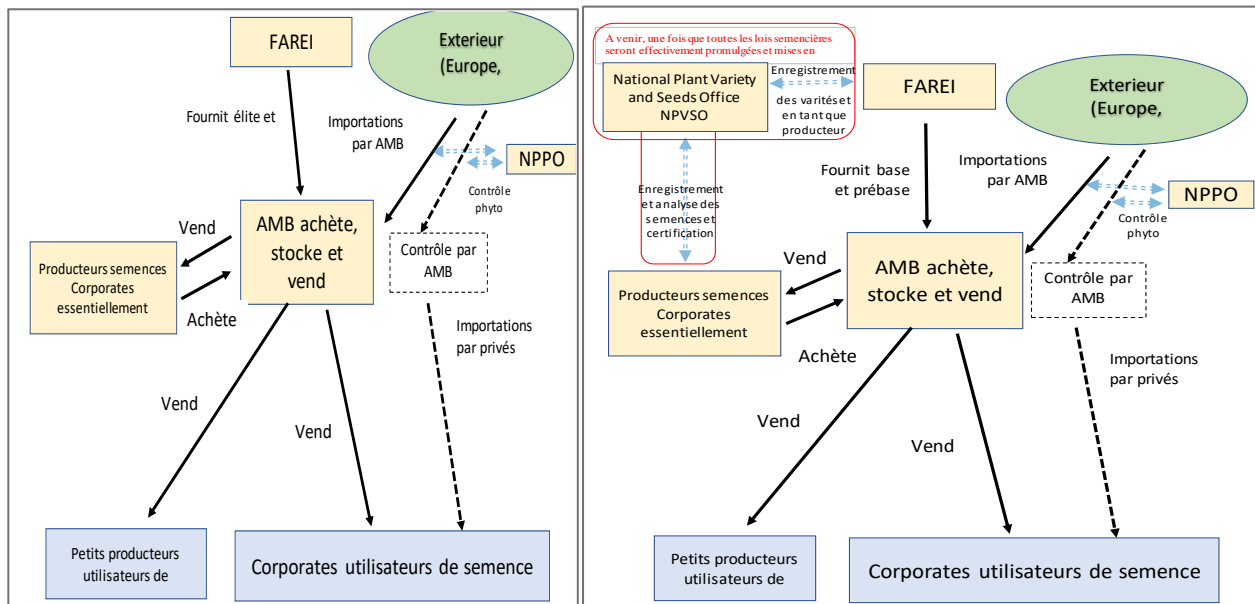 FAREI
Exterieur
(Europe,
Fournit élite et
Importations
par AMB
NPPO
Contrôle
phyto
AMB achète,
stocke et
vend
Vend
Contrôle par
AMB
Producteurs semences
Corporates
essentiellement
Achète
Importations
par privés
Vend
Vend
Petits producteurs
utilisateurs de
Corporates utilisateurs de semence
A venir, une fois que toutes les lois semencières
seront effectivement promulguées et mises en
National Plant Variety
and Seeds Office
NPVSO
Enregistrement
des varités et
en tant que
producteur
FAREI
Exterieur
(Europe,
Fournit base
et prébase
Importations
par AMB
NPPO
Contrôle
phyto
Enregistrement
et analyse des
semences et
certification
Vend
AMB achète,
stocke et vend
Contrôle par
AMB
Producteurs semences
Corporates
essentiellement
Achète
Importations
par privés
Vend
Vend
Petits producteurs
utilisateurs de
Corporates utilisateurs de semence